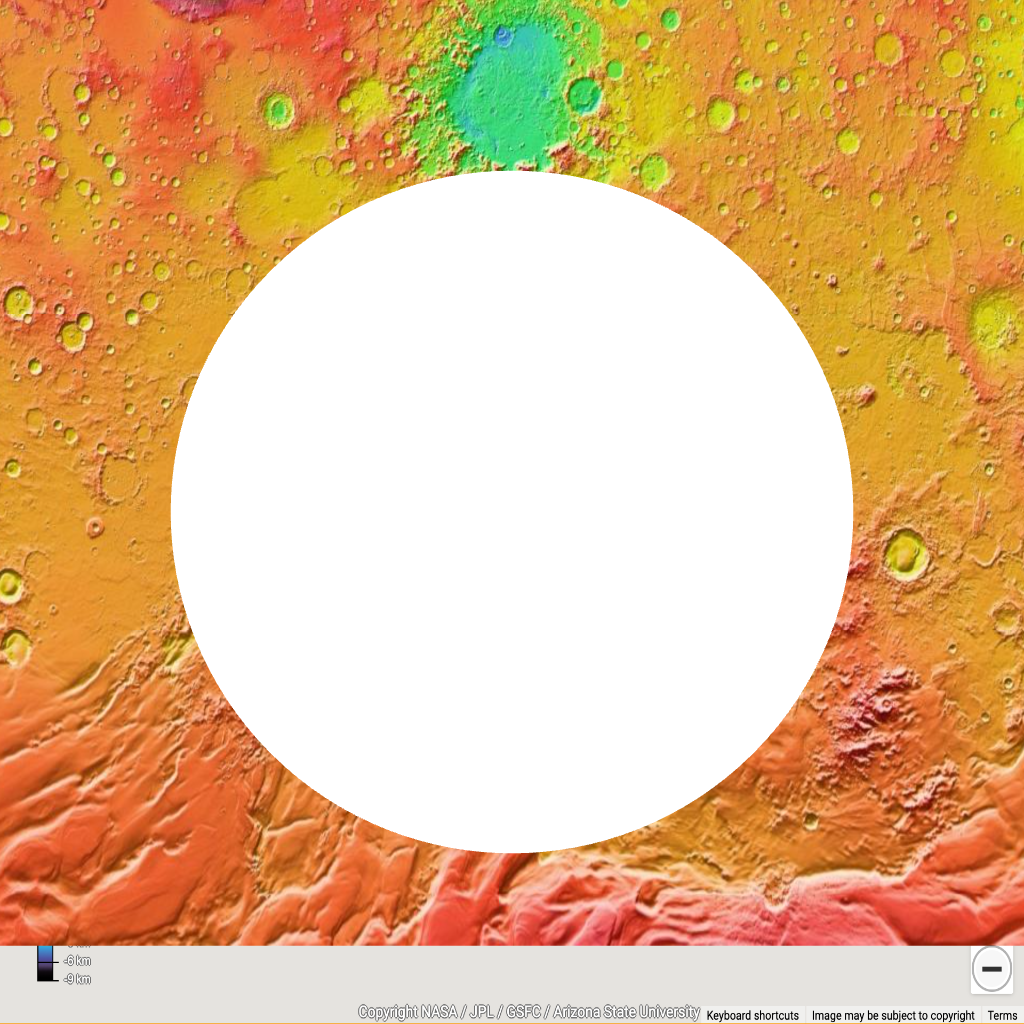 -6 km
-9 km
Copyright NASA / JPL / GSFC / Arizona State University
Keyboard shortcuts
Image may be subject to copyright
Terms